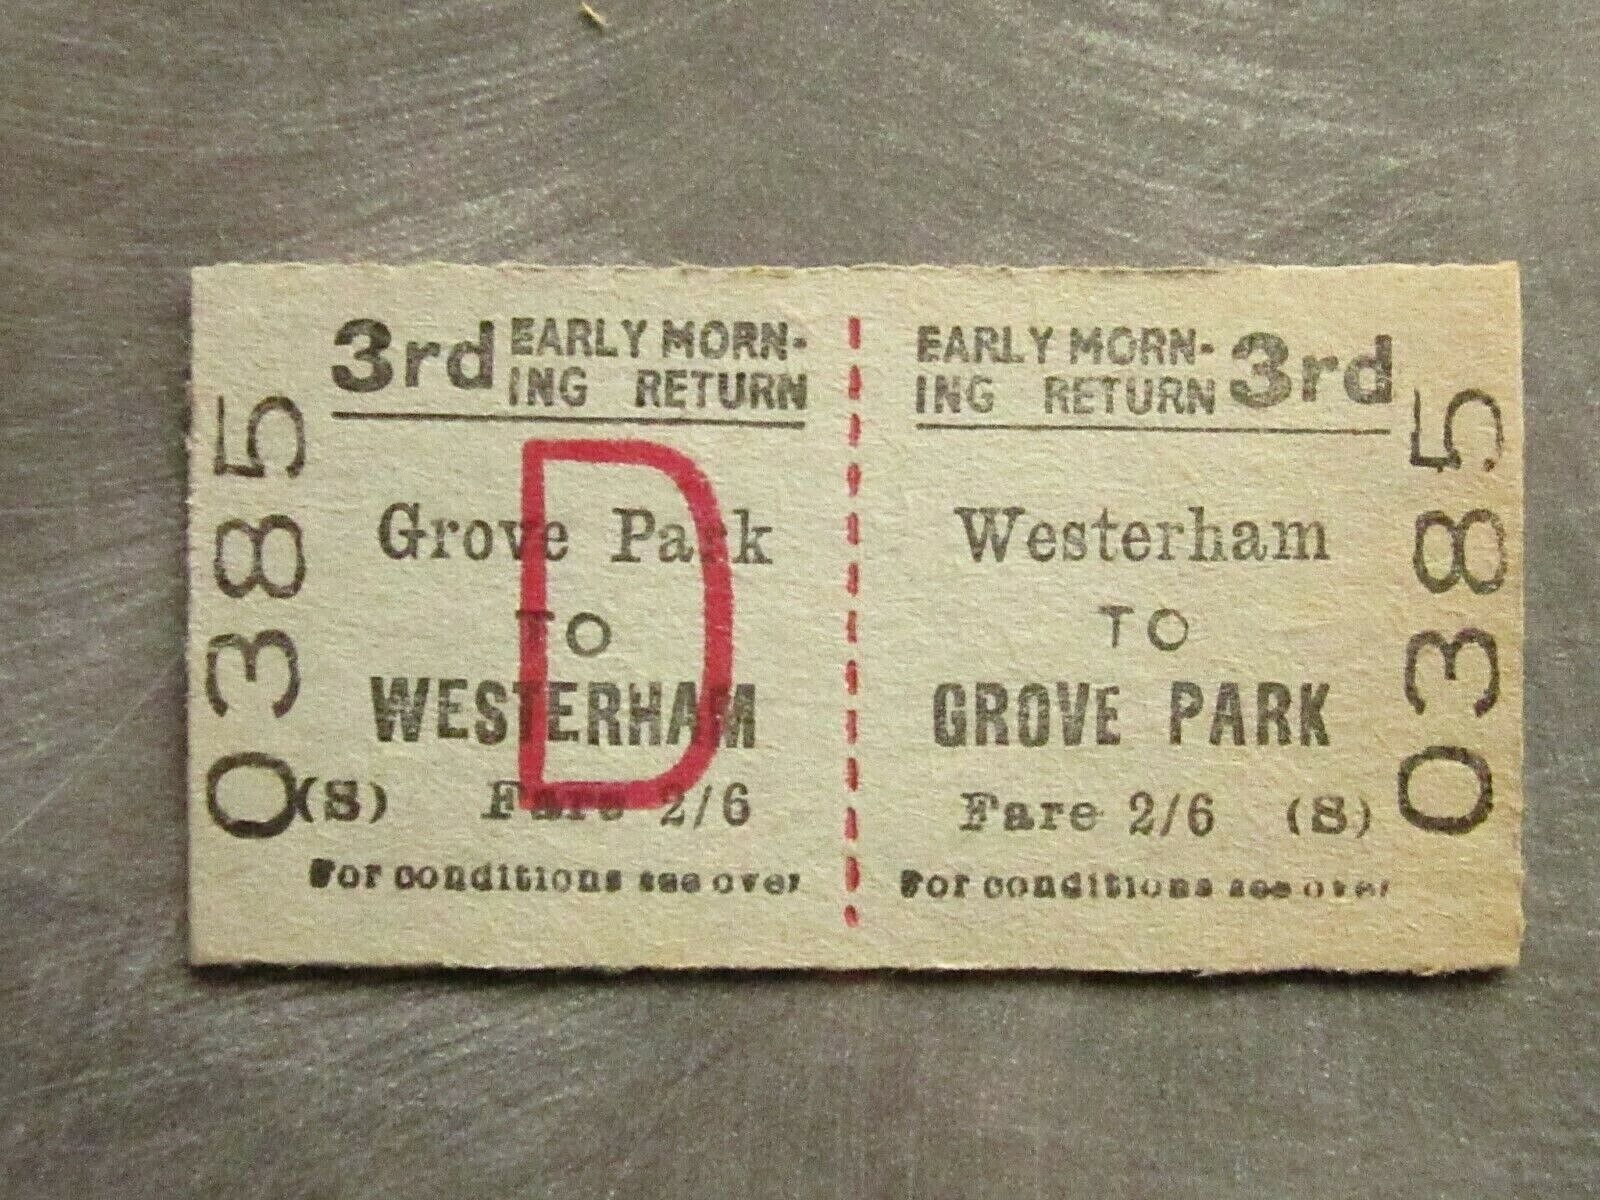 3rd EARLY MORN-
ING RETURN
Grove Park
TO
WESTERHAM
(S) Fare 2/6
For conditions see over
0385
D
EARLY MORN- 3rd
ING RETURN
Westerham
TO
GROVE PARK
Fare 2/6 (S)
For conditions see over
0385